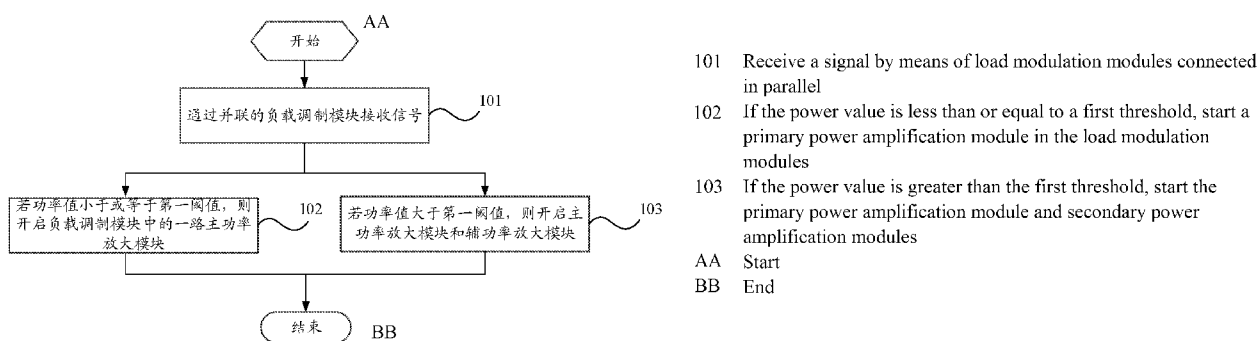 AA
开始
通过并联的负载调制模块接收信号
101
若功率值小于或等于第一阈值，则
开启负载调制模块中的一路主功率
放大模块
102
若功率值大于第一阈值，则开启主
功率放大模块和辅功率放大模块
103
结束
BB
101 Receive a signal by means of load modulation modules connected
in parallel
102 If the power value is less than or equal to a first threshold, start a
primary power amplification module in the load modulation
modules
103 If the power value is greater than the first threshold, start the
primary power amplification module and secondary power
amplification modules
AA Start
BB End